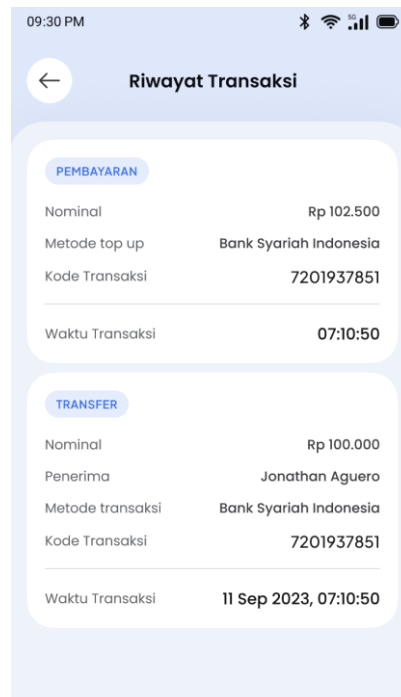 09:30 PM 5G
Riwayat Transaksi
PEMBAYARAN
Nominal Rp 102.500
Metode top up Bank Syariah Indonesia
Kode Transaksi 7201937851
Waktu Transaksi 07:10:50
TRANSFER
Nominal Rp 100.000
Penerima Jonathan Aguero
Metode transaksi Bank Syariah Indonesia
Kode Transaksi 7201937851
Waktu Transaksi 11 Sep 2023, 07:10:50